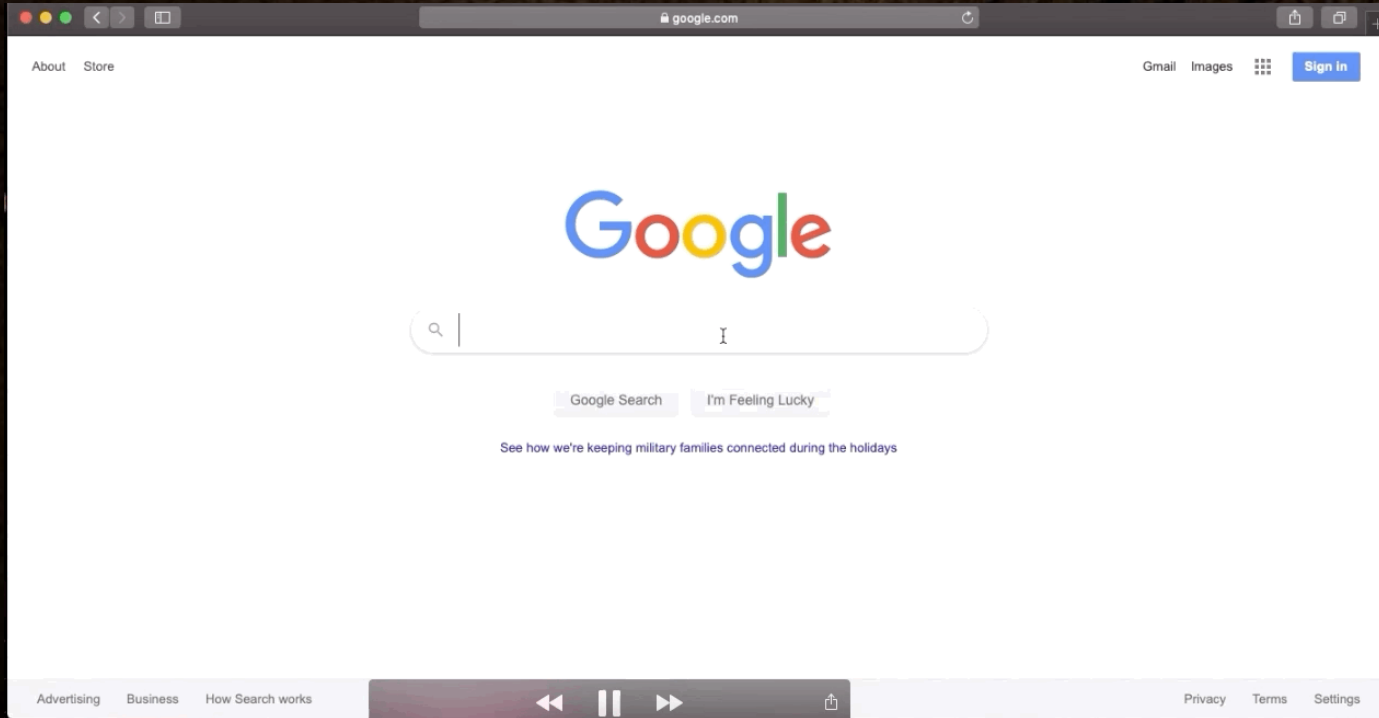 google.com
About Store Gmail Images Sign in
Google
Google Search I'm Feeling Lucky
See how we're keeping military families connected during the holidays
Advertising Business How Search works Privacy Terms Settings